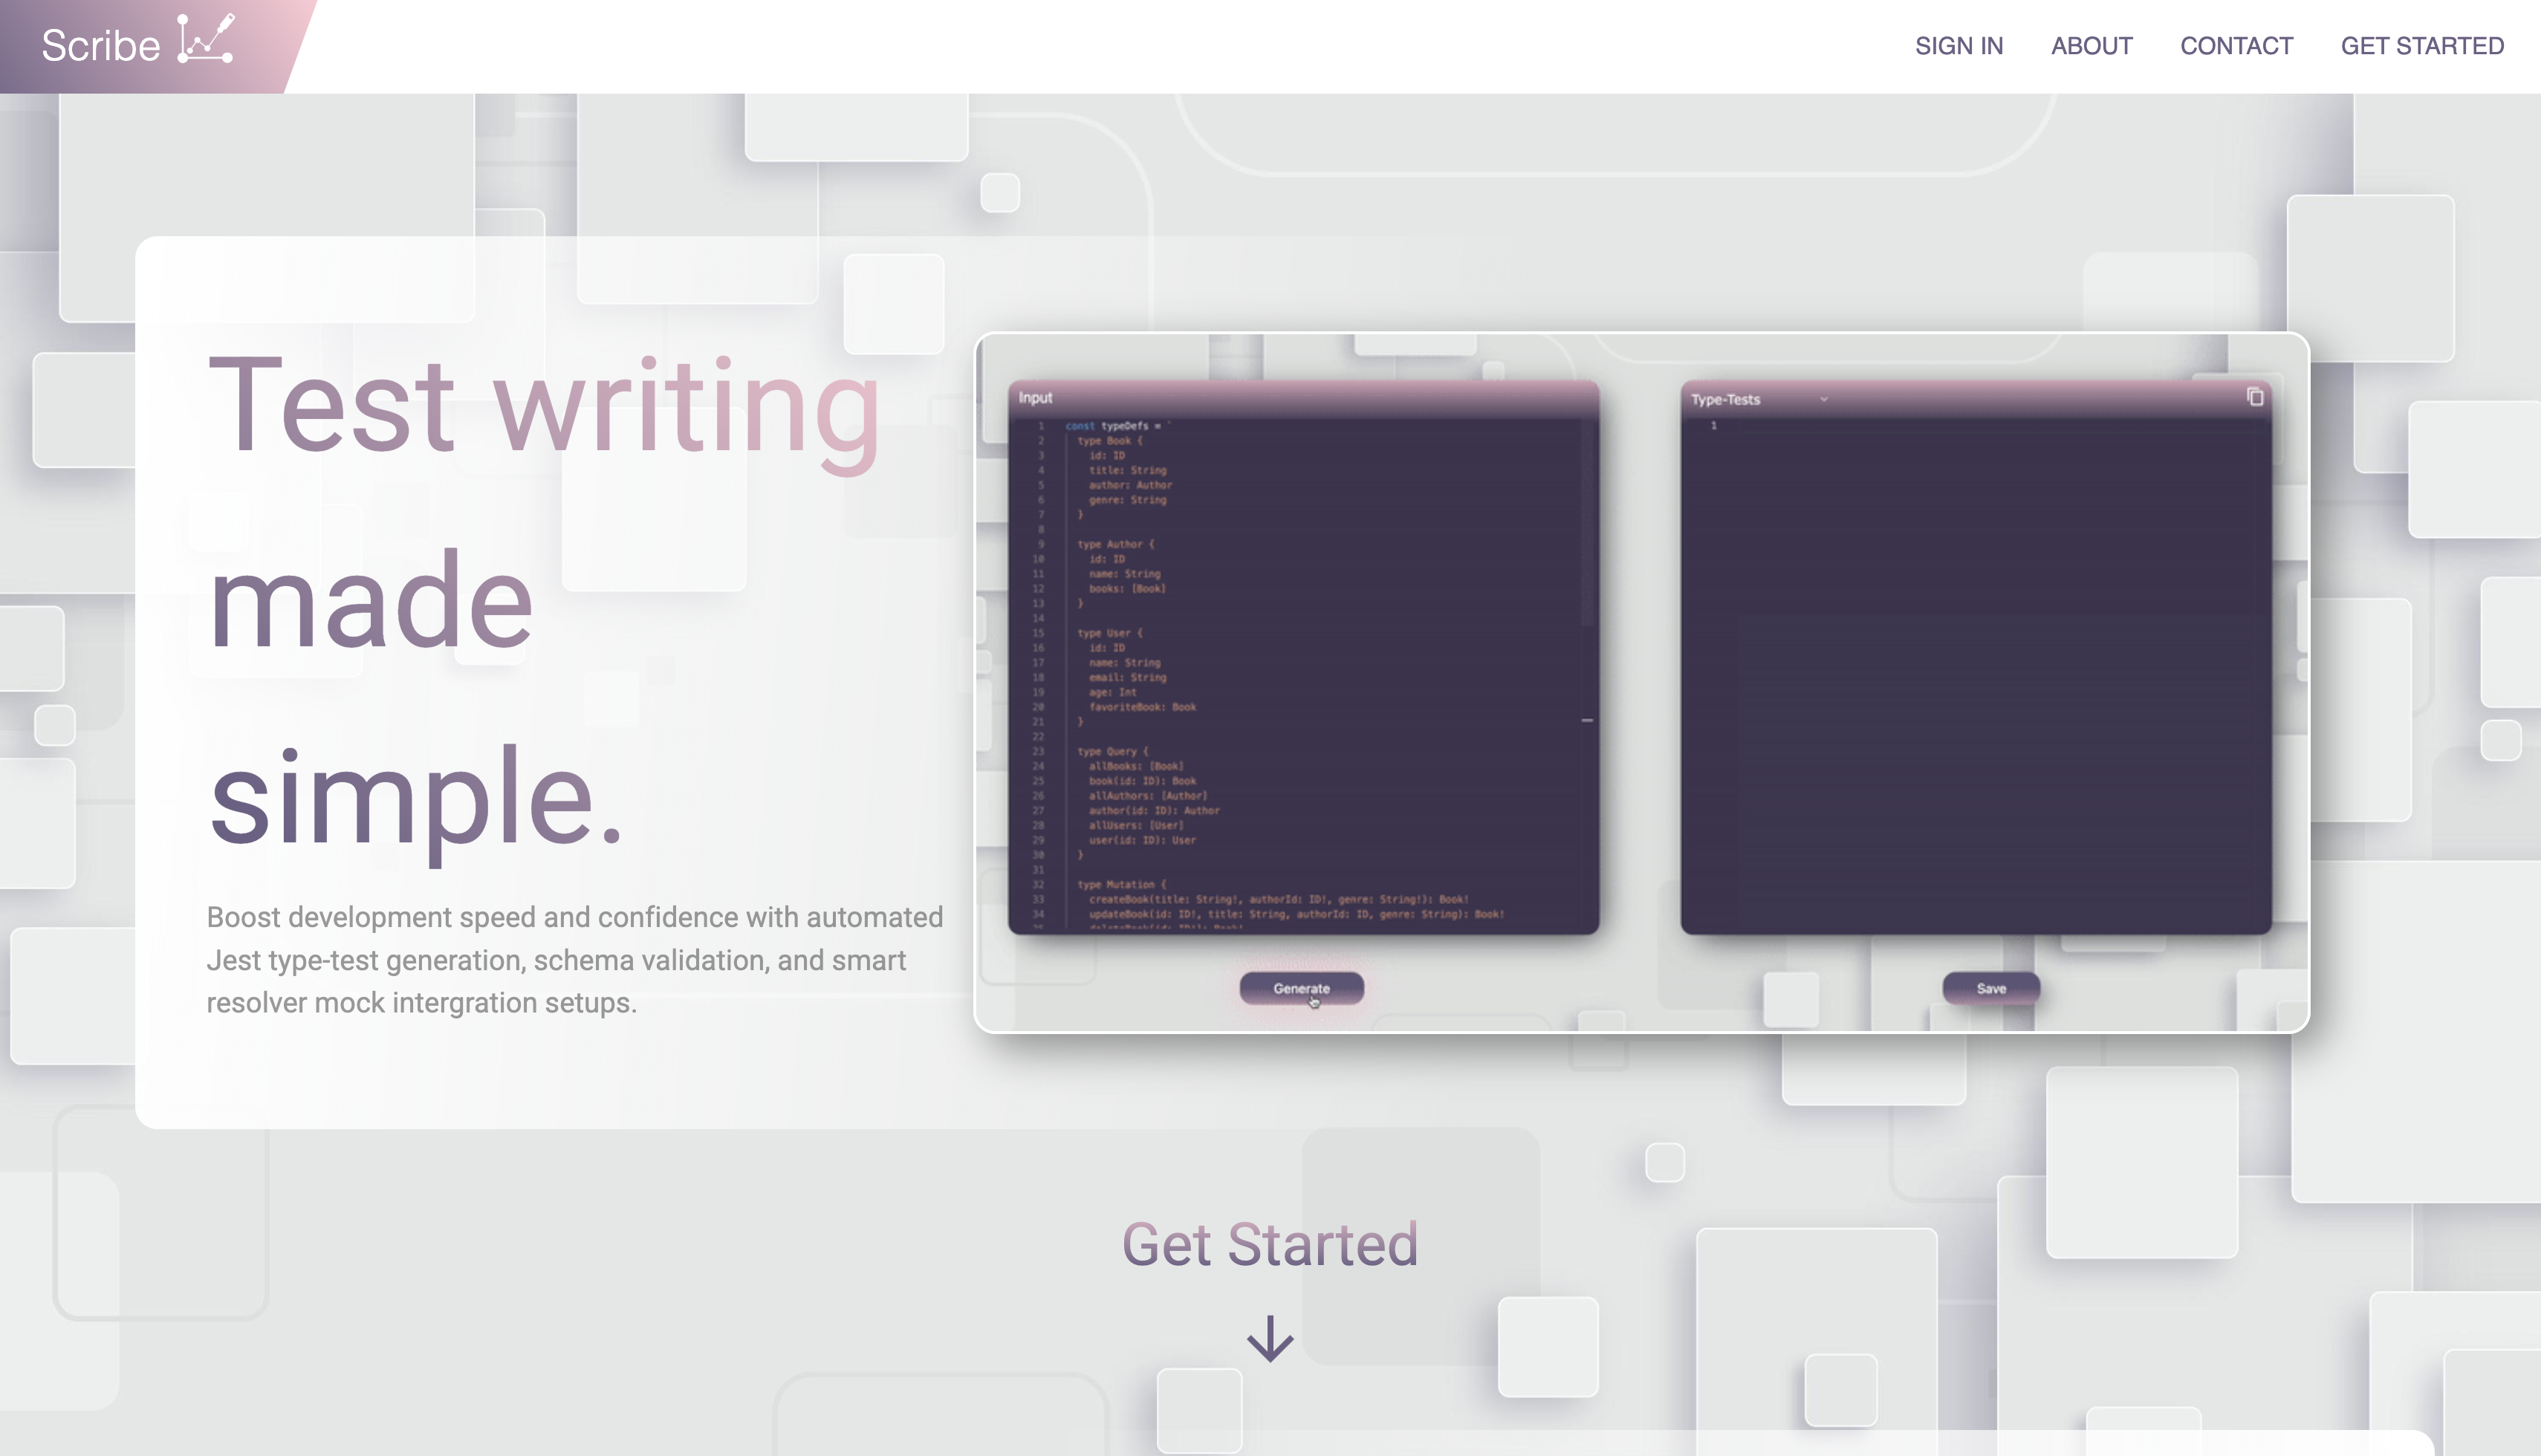 Scribe
SIGN IN
ABOUT
CONTACT
GET STARTED
Test writing
made
simple.
Boost development speed and confidence with automated
Jest type-test generation, schema validation, and smart
resolver mock intergration setups.
Input
1 const typeDefs = `
2 type Book {
3 id: ID
4 title: String
5 author: Author
6 genre: String
7 }
8
9 type Author {
10 id: ID
11 name: String
12 books: [Book]
13 }
14
15 type User {
16 id: ID
17 name: String
18 email: String
19 age: Int
20 favoriteBook: Book
21 }
22
23 type Query {
24 allBooks: [Book]
25 book(id: ID): Book
26 allAuthors: [Author]
27 author(id: ID): Author
28 allUsers: [User]
29 user(id: ID): User
30 }
31
32 type Mutation {
33 createBook(title: String!, authorId: ID!, genre: String!): Book!
34 updateBook(id: ID!, title: String, authorId: ID, genre: String): Book!
Generate
Type-Tests
1
Save
Get Started